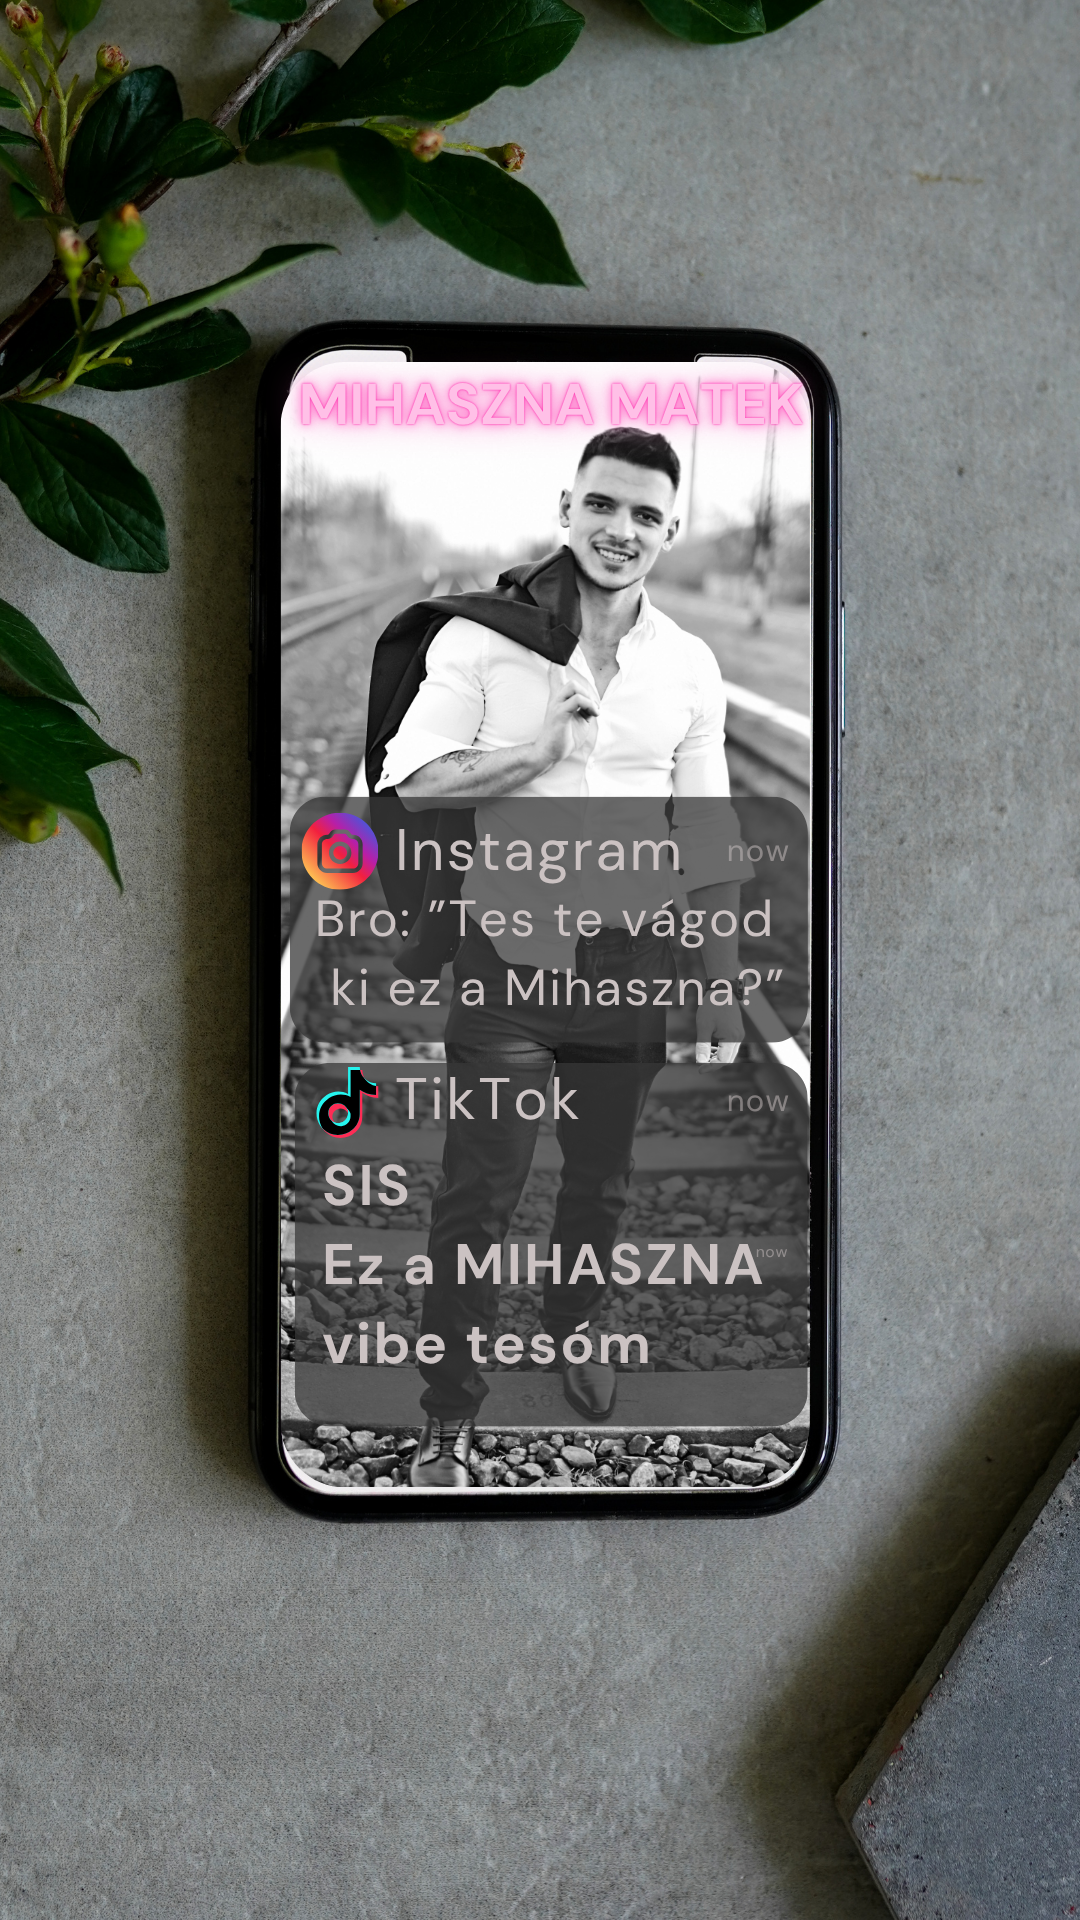 MIHASZNA MATEK
Instagram now
Bro: ”Tes te vágod
ki ez a Mihaszna?”
TikTok now
SIS
Ez a MIHASZNA now
vibe tesóm